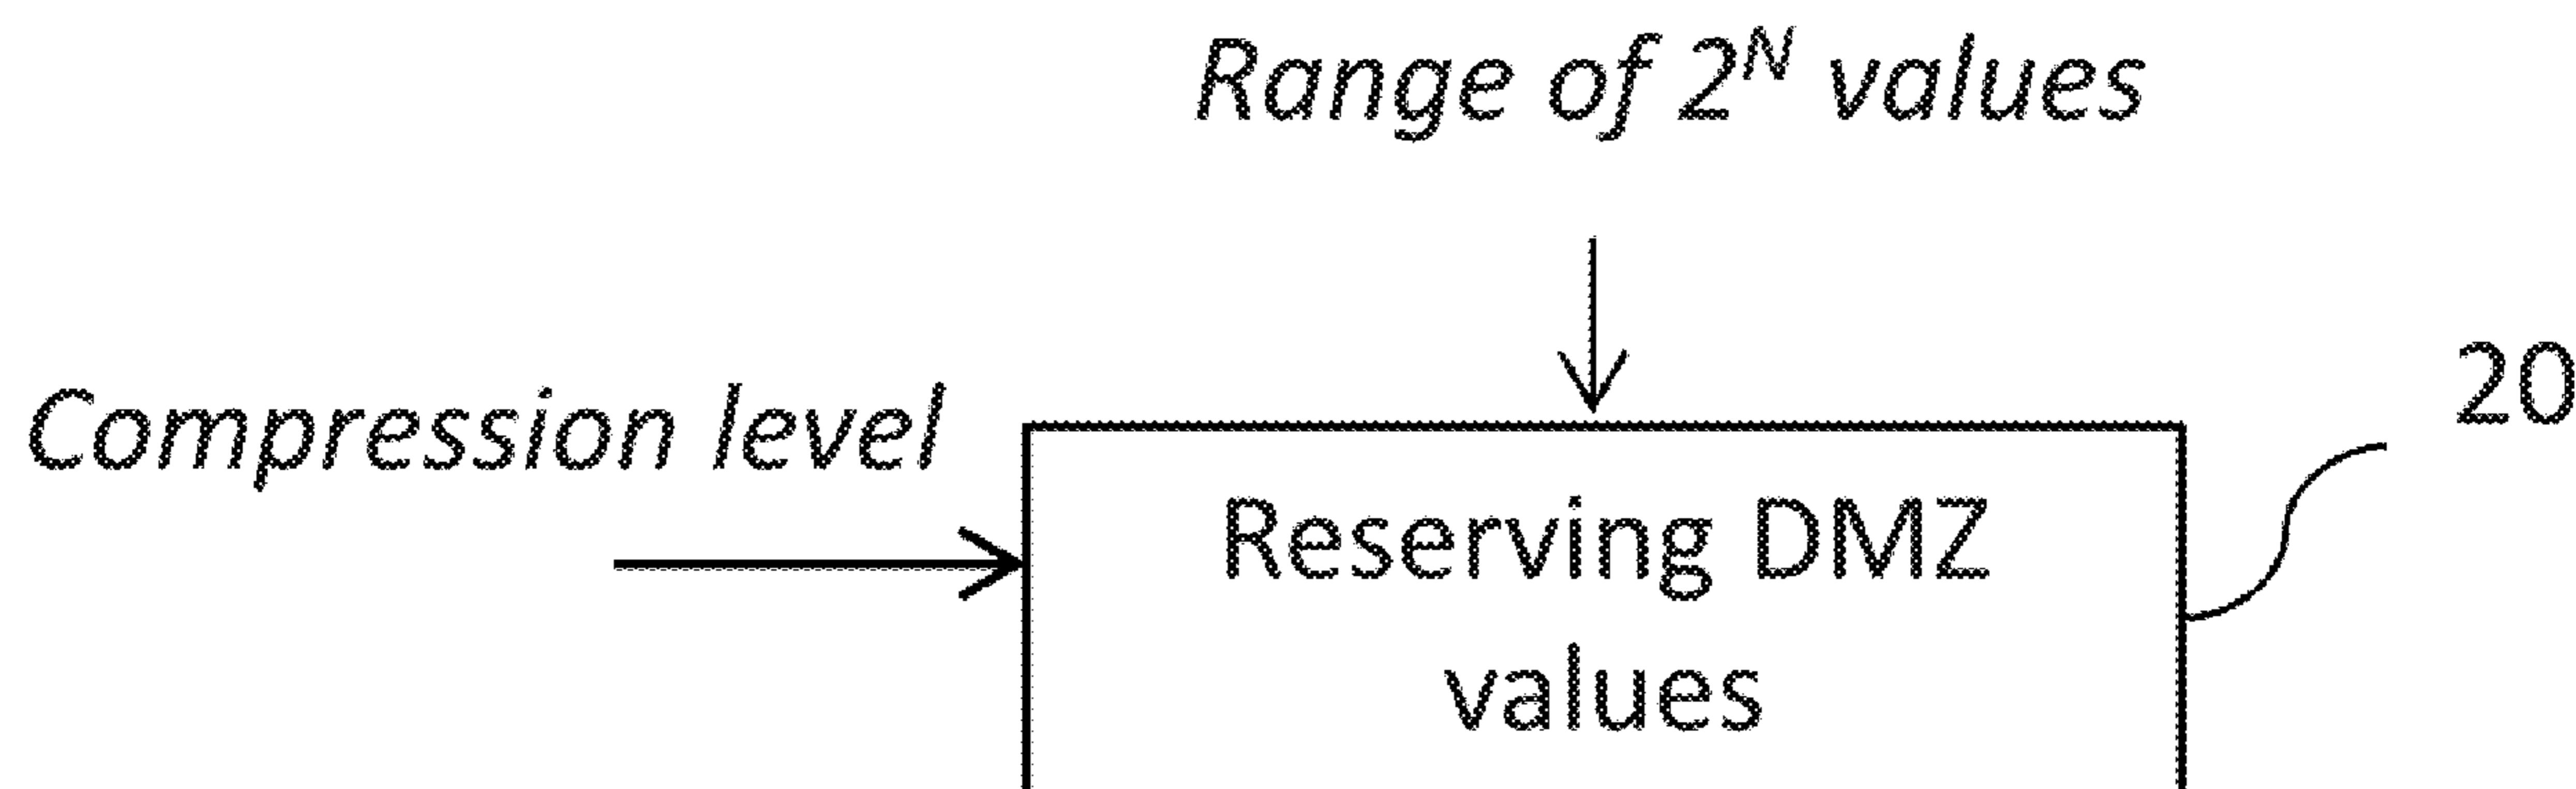 Range of 2^N values
Compression level
20
Reserving DMZ
values